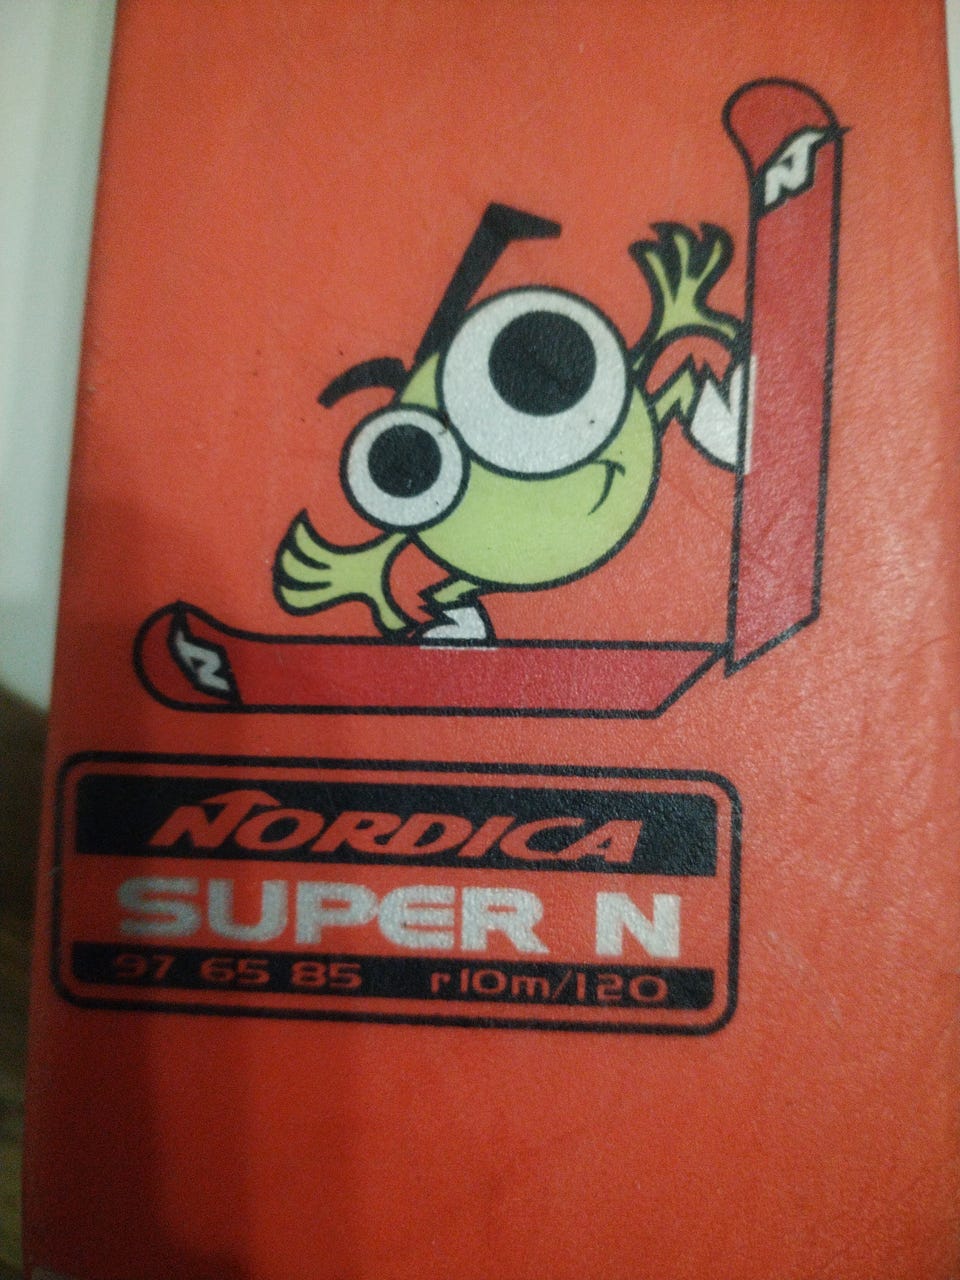 N
N
NORDICA
SUPER N
97 65 85 r10m/120